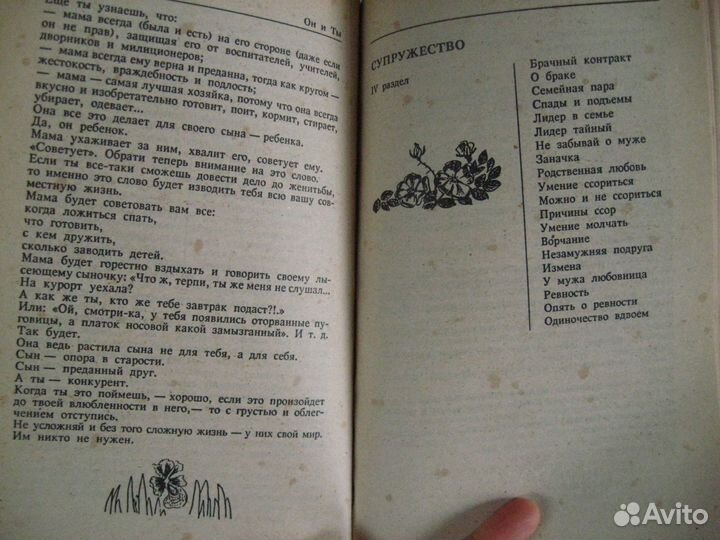 Он и Ты
Еще ты узнаешь, что:
— мама всегда (была и есть) на его стороне (даже если
он не прав), защищая его от воспитателей, учителей,
дворников и милиционеров;
— мама всегда ему верна и преданна, тогда как кругом —
жестокость, враждебность и подлость;
— мама — самая лучшая хозяйка, потому что она всегда
вкусно и изобретательно готовит, поит, кормит, стирает,
убирает, одевает...
Она все это делает для своего сына — ребенка.
Да, он ребенок.
Мама ухаживает за ним, хвалит его, советует ему.
«Советует». Обрати теперь внимание на это слово.
Если ты все-таки сможешь довести дело до женитьбы,
то именно это слово будет изводить тебя всю вашу сов-
местную жизнь.
Мама будет советовать вам все:
когда ложиться спать,
что готовить,
с кем дружить,
сколько заводить детей.
Мама будет горестно вздыхать и говорить своему лы-
сеющему сыночку: «Что ж, терпи, ты же меня не слушал...
На курорт уехала?
А как же ты, кто же тебе завтрак подаст?!.»
Или: «Ой, смотри-ка, у тебя появились оторванные пу-
говицы, а платок носовой какой замызганный». И т. д.
Так будет.
Она ведь растила сына не для тебя, а для себя.
Сын — опора в старости.
Сын — преданный друг.
А ты — конкурент.
Когда ты это поймешь, — хорошо, если это произойдет
до твоей влюбленности в него,— то с грустью и облег-
чением отступись.
Не усложняй и без того сложную жизнь — у них свой мир.
Им никто не нужен.
СУПРУЖЕСТВО
IV раздел
Брачный контракт
О браке
Семейная пара
Спады и подъемы
Лидер в семье
Лидер тайный
Не забывай о муже
Заначка
Родственная любовь
Умение ссориться
Можно и не ссориться
Причины ссор
Умение молчать
Ворчание
Незамужняя подруга
Измена
У мужа любовница
Ревность
Опять о ревности
Одиночество вдвоем
Avito